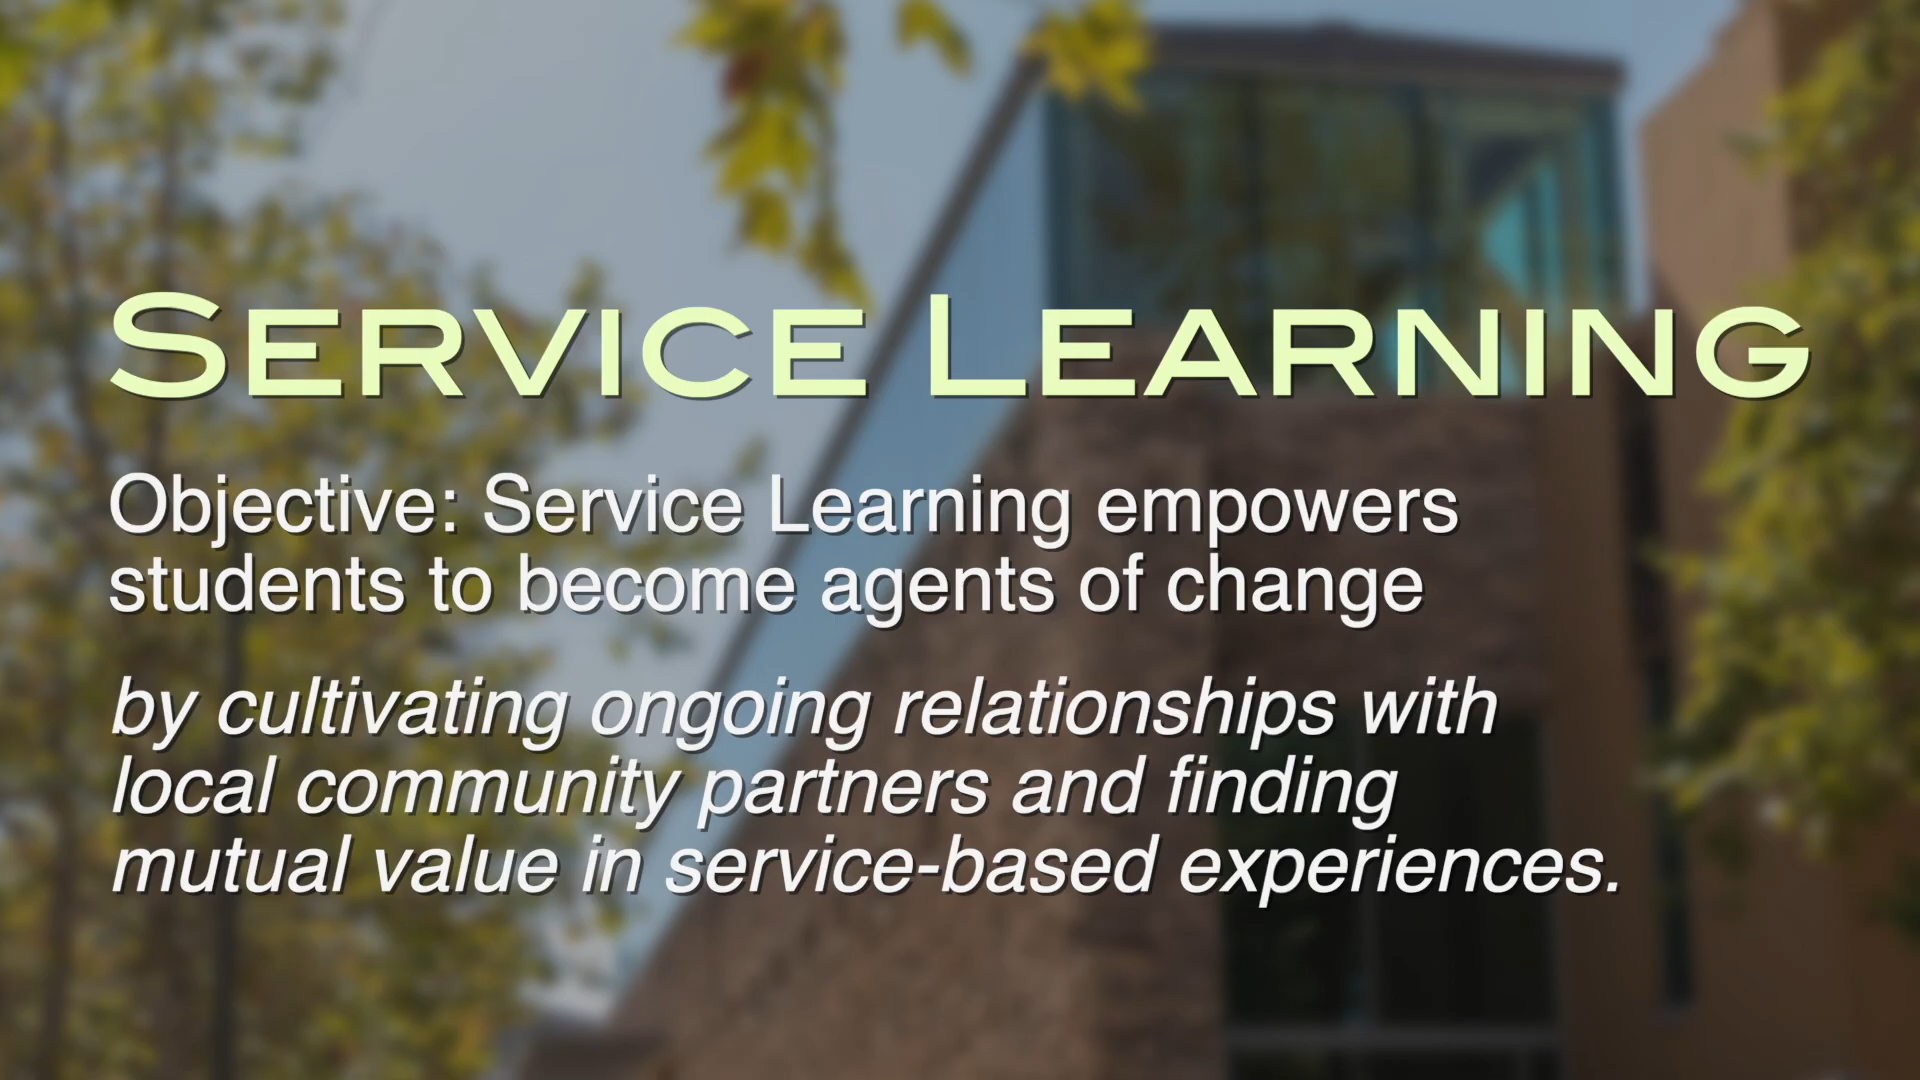 SERVICE LEARNING
Objective: Service Learning empowers
students to become agents of change
by cultivating ongoing relationships with
local community partners and finding
mutual value in service-based experiences.